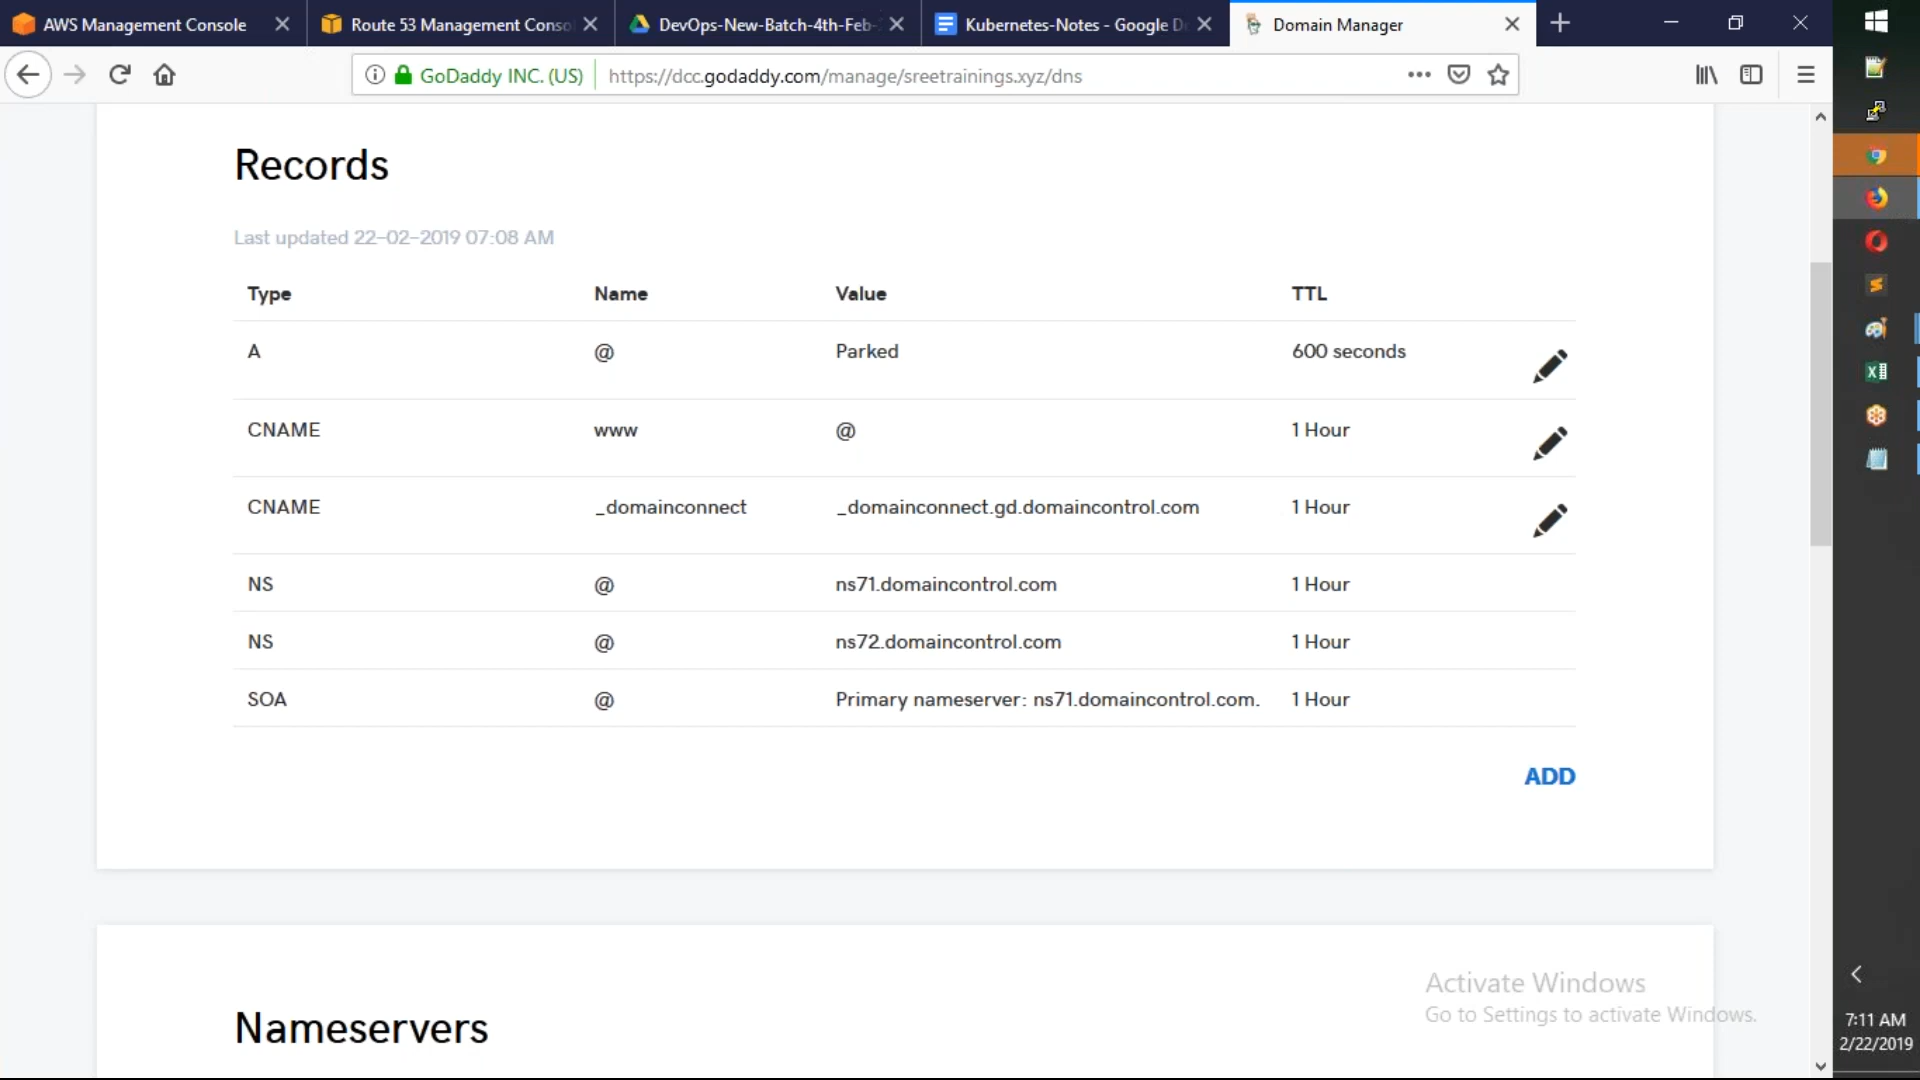 AWS Management Console
Route 53 Management Conso
DevOps-New-Batch-4th-Feb-
Kubernetes-Notes - Google D
Domain Manager
GoDaddy INC. (US)
https://dcc.godaddy.com/manage/sreetrainings.xyz/dns
Records
Last updated 22-02-2019 07:08 AM
Type Name Value TTL
A @ Parked 600 seconds
CNAME www @ 1 Hour
CNAME _domainconnect _domainconnect.gd.domaincontrol.com 1 Hour
NS @ ns71.domaincontrol.com 1 Hour
NS @ ns72.domaincontrol.com 1 Hour
SOA @ Primary nameserver: ns71.domaincontrol.com. 1 Hour
ADD
Nameservers
Activate Windows
Go to Settings to activate Windows.
7:11 AM
2/22/2019